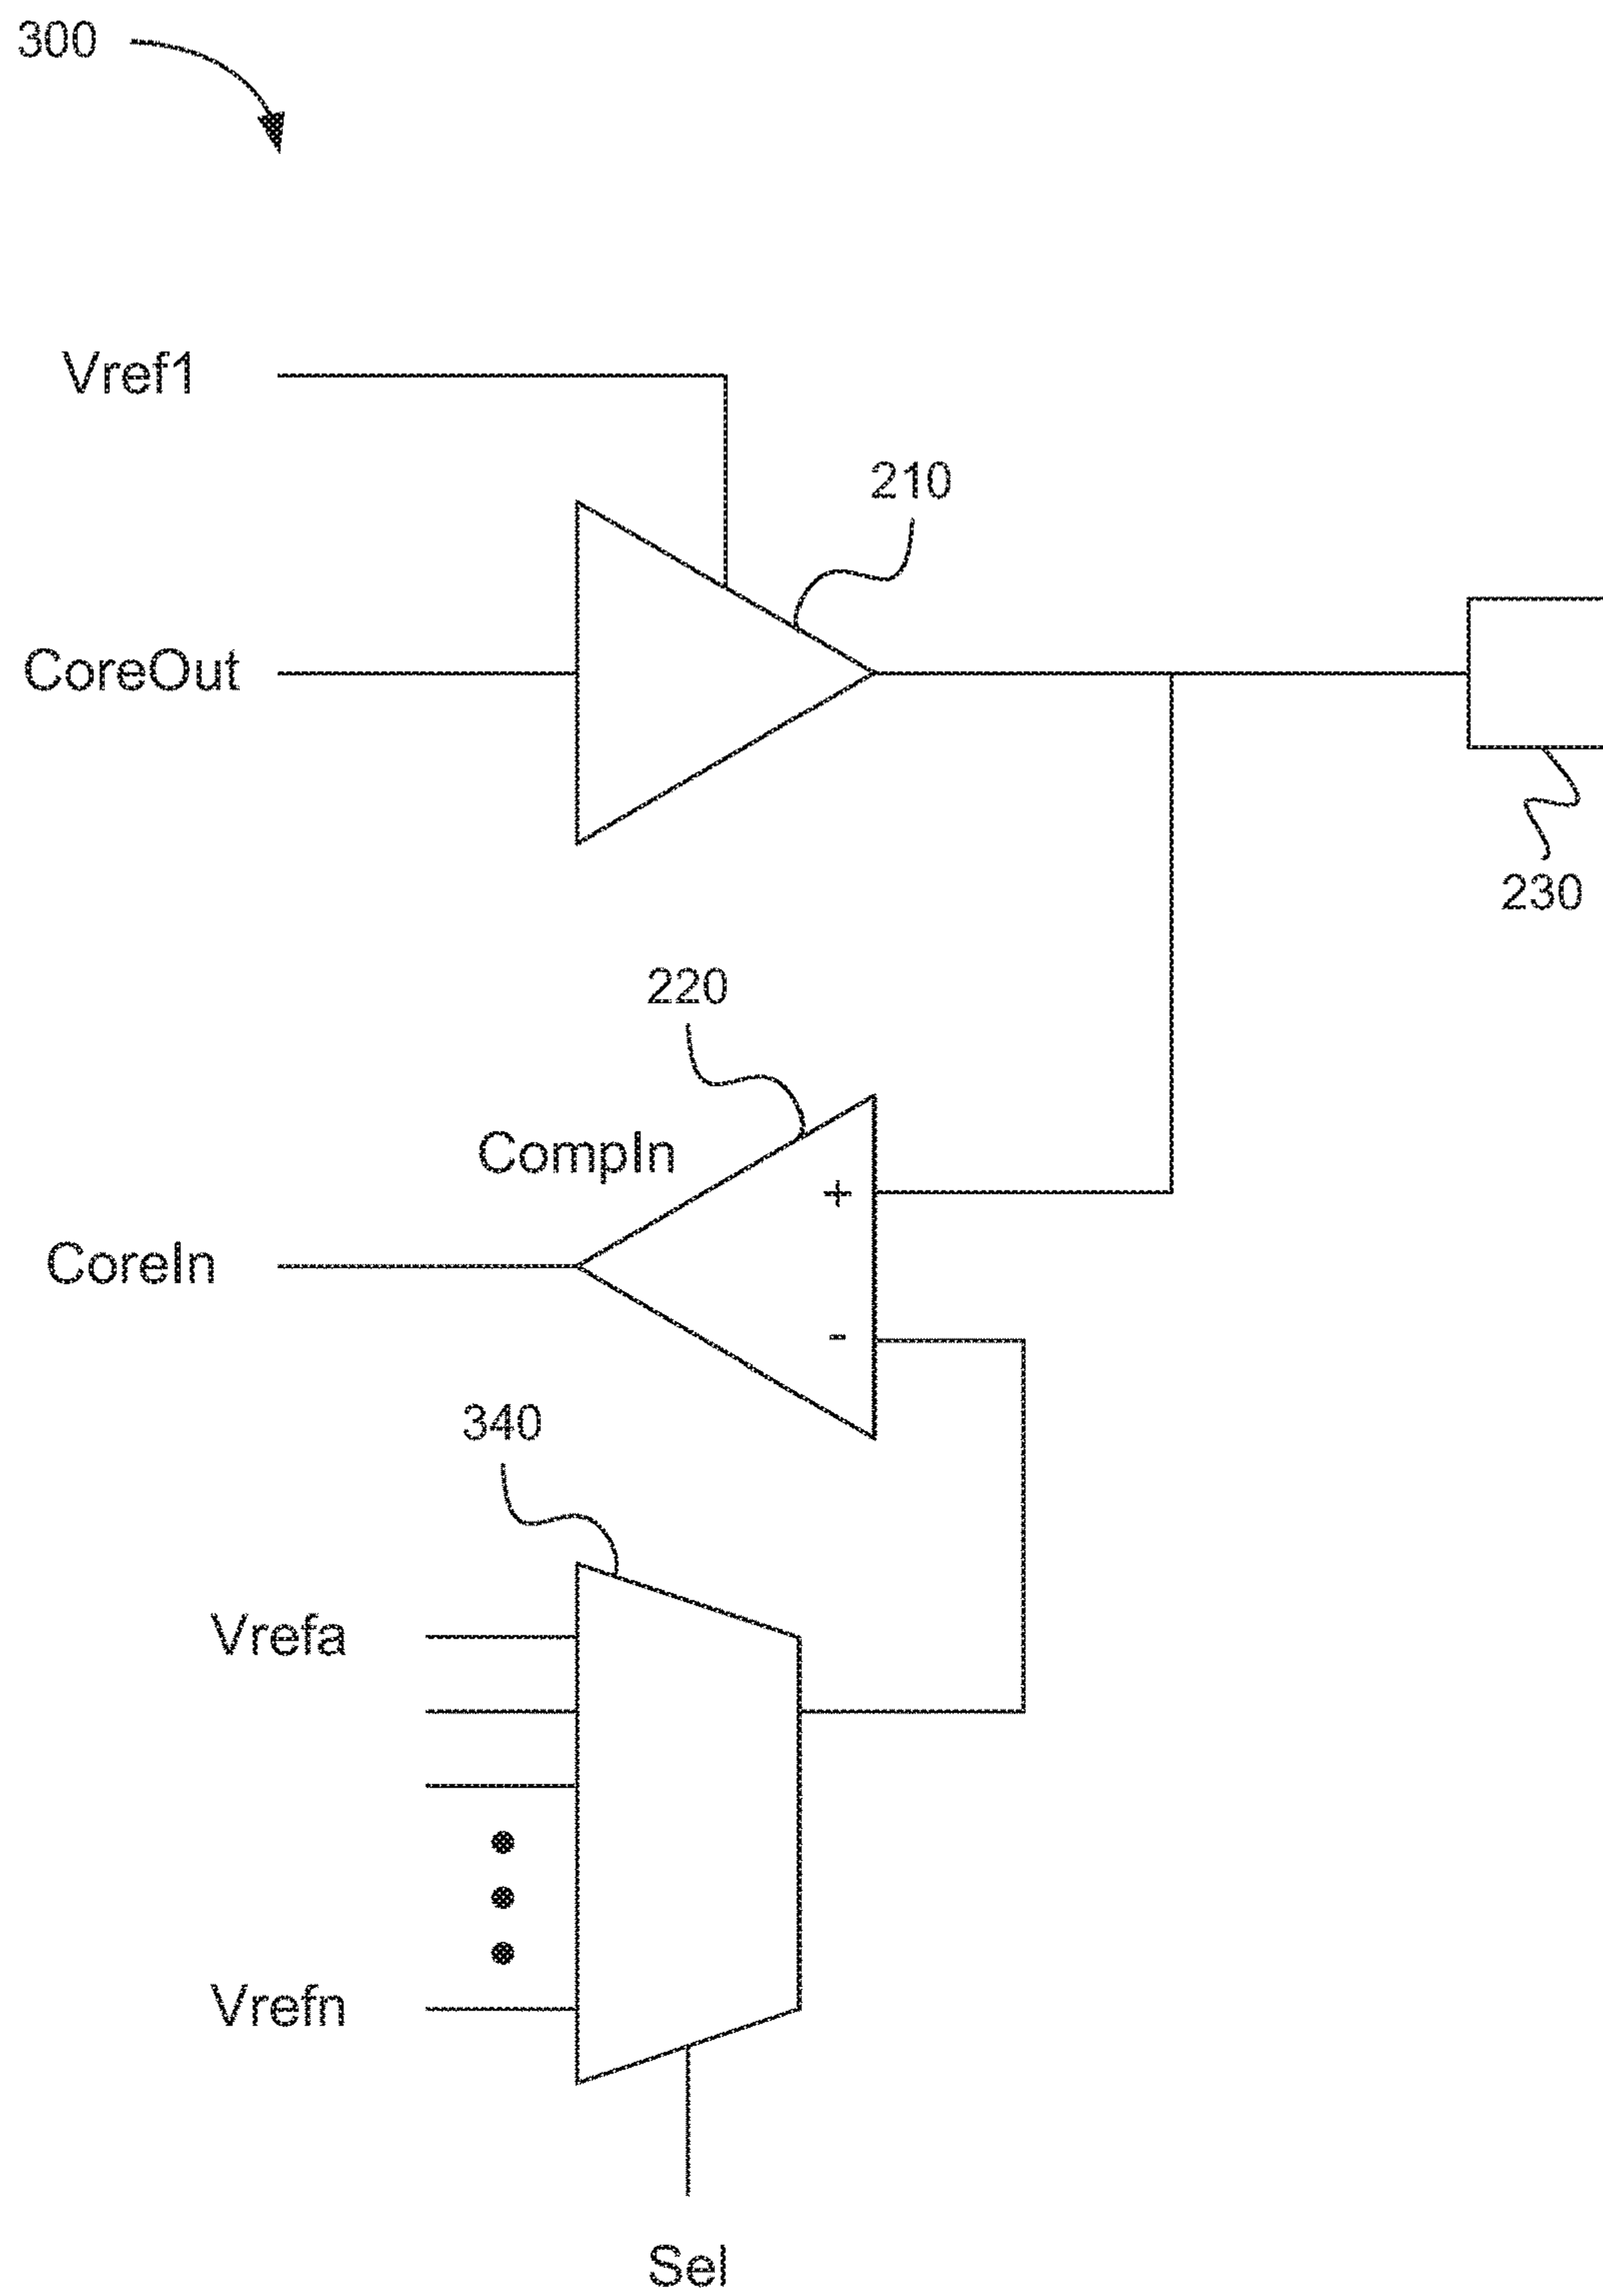 300
Vref1
210
CoreOut
230
220
CompIn
+
CoreIn
-
340
Vrefa
Vrefn
Sel